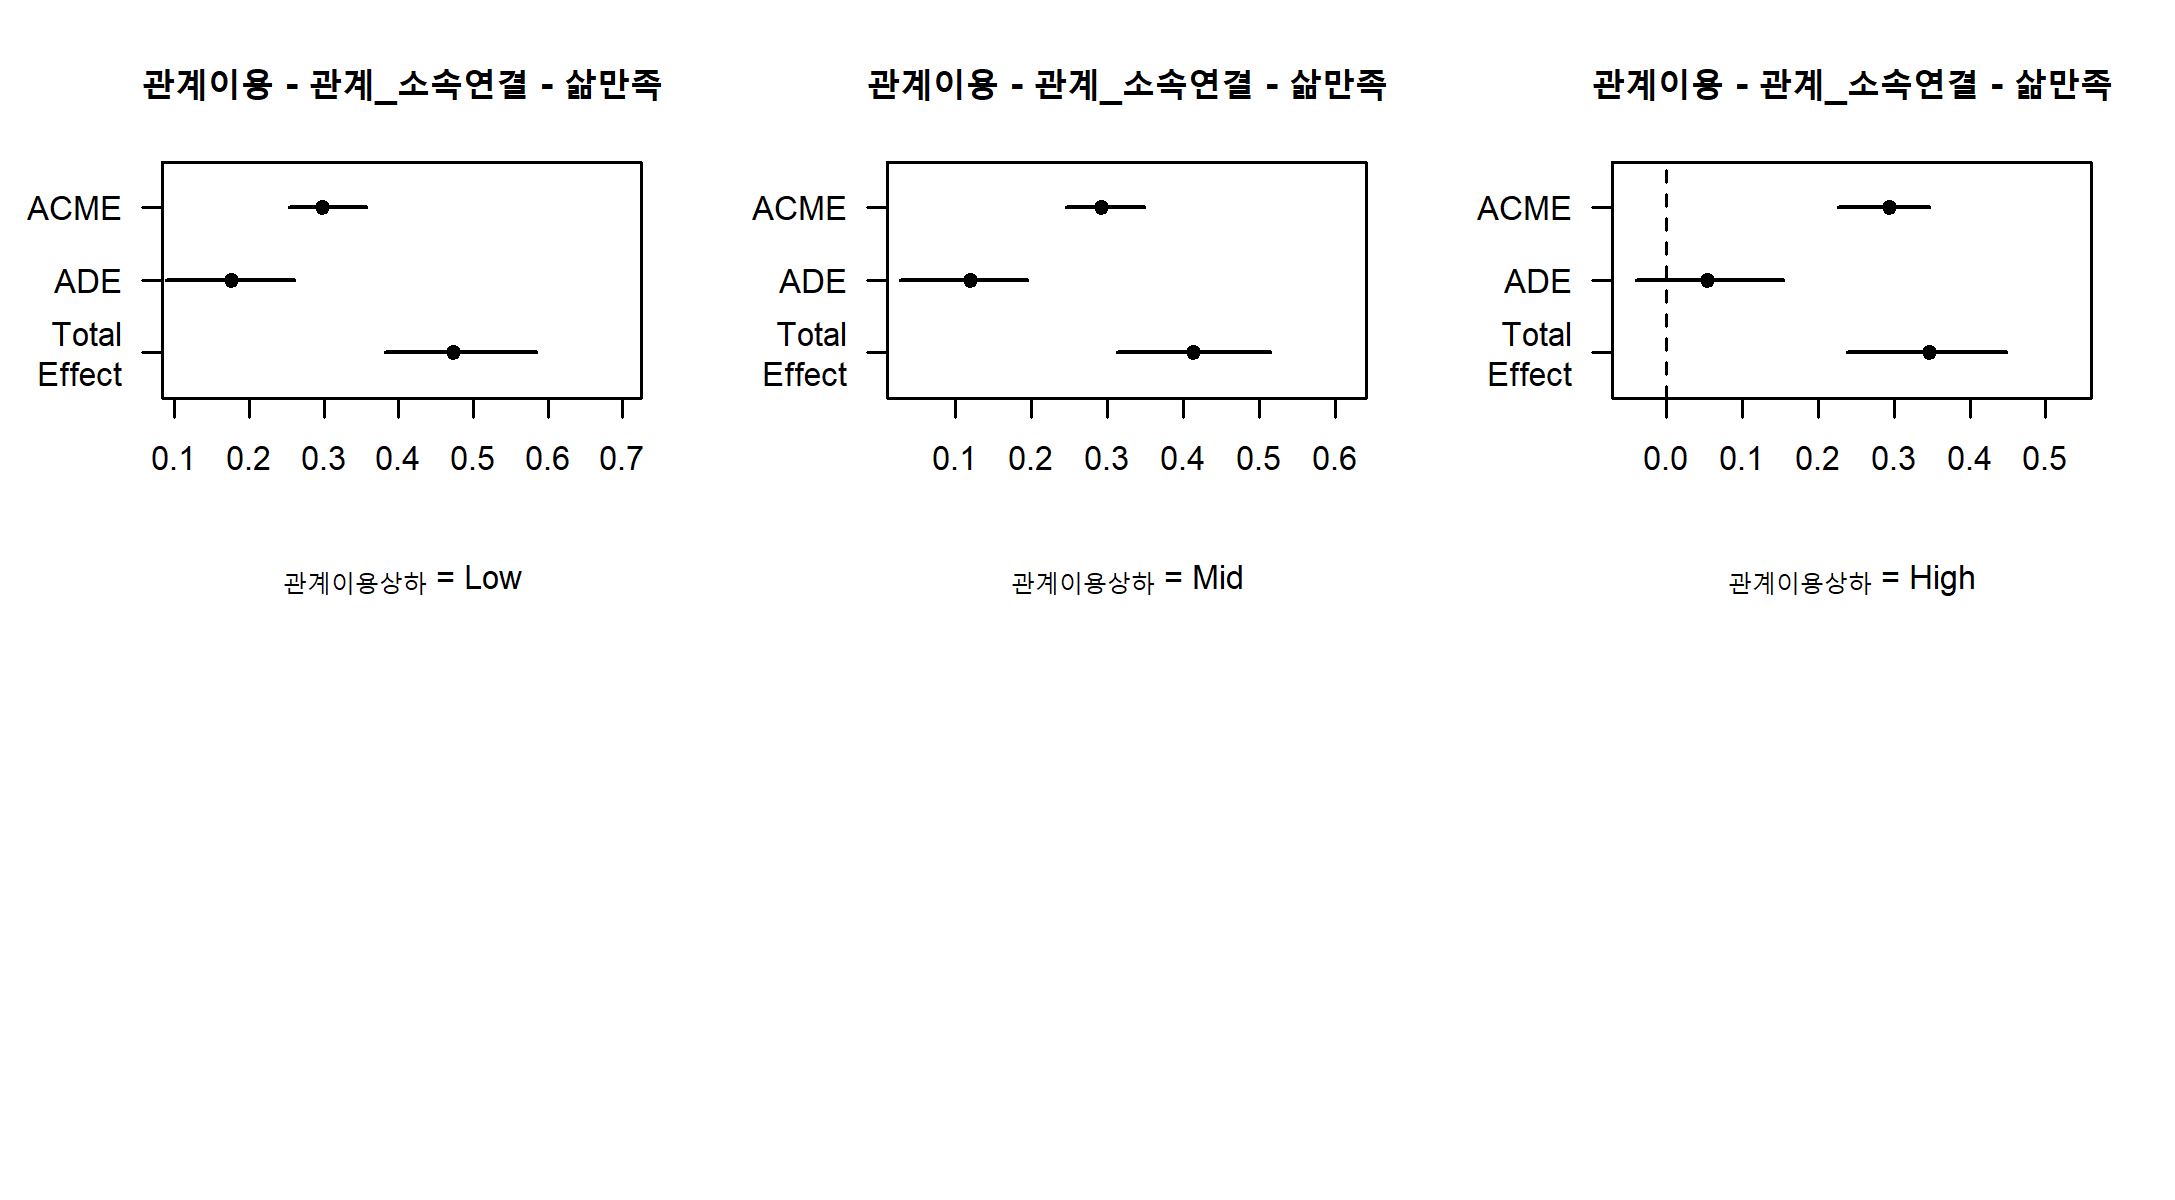 관계이용 - 관계_소속연결 - 삶만족
ACME
ADE
Total
Effect
0.1 0.2 0.3 0.4 0.5 0.6 0.7
관계이용상하 = Low
관계이용 - 관계_소속연결 - 삶만족
ACME
ADE
Total
Effect
0.1 0.2 0.3 0.4 0.5 0.6
관계이용상하 = Mid
관계이용 - 관계_소속연결 - 삶만족
ACME
ADE
Total
Effect
0.0 0.1 0.2 0.3 0.4 0.5
관계이용상하 = High